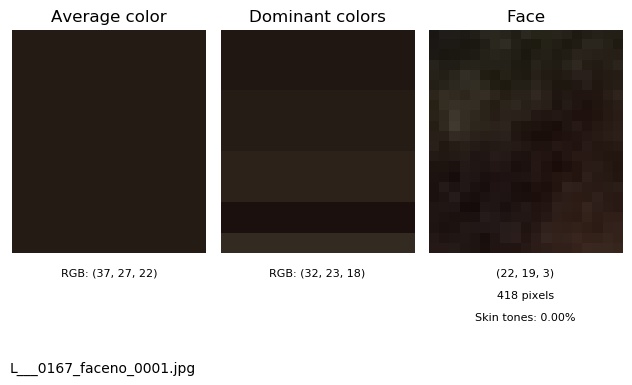 Average color
Dominant colors
Face
RGB: (37, 27, 22)
RGB: (32, 23, 18)
(22, 19, 3)
418 pixels
Skin tones: 0.00%
L___0167_faceno_0001.jpg